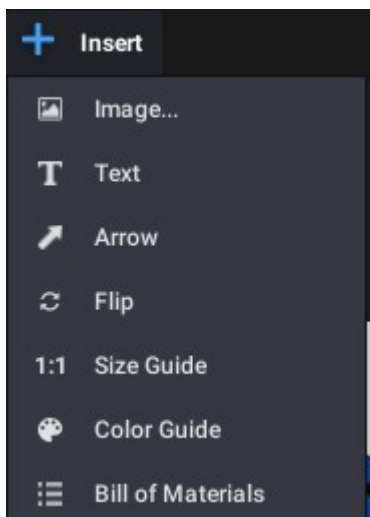 Insert
Image...
Text
Arrow
Flip
1:1 Size Guide
Color Guide
Bill of Materials